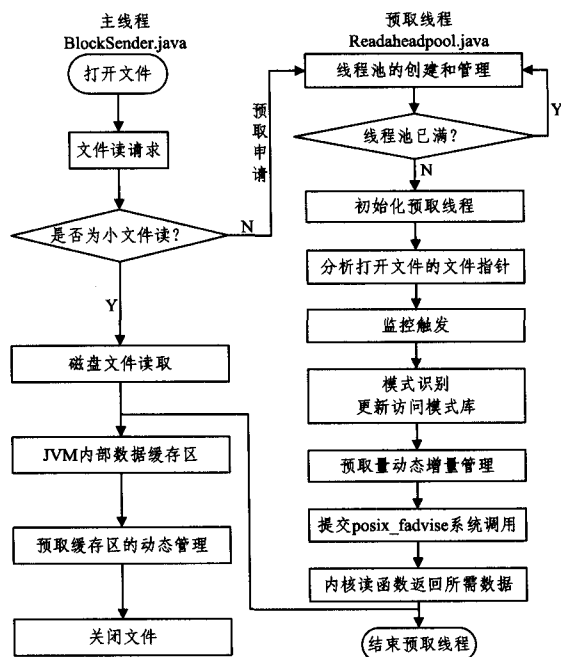 主线程
BlockSender.java
打开文件
文件读请求
是否为小文件读?
N
Y
磁盘文件读取
JVM内部数据缓存区
预取缓存区的动态管理
关闭文件
预取申请
预取线程
Readaheadpool.java
线程池的创建和管理
Y
线程池已满?
N
初始化预取线程
分析打开文件的文件指针
监控触发
模式识别
更新访问模式库
预取量动态增量管理
提交posix_fadvise系统调用
内核读函数返回所需数据
结束预取线程